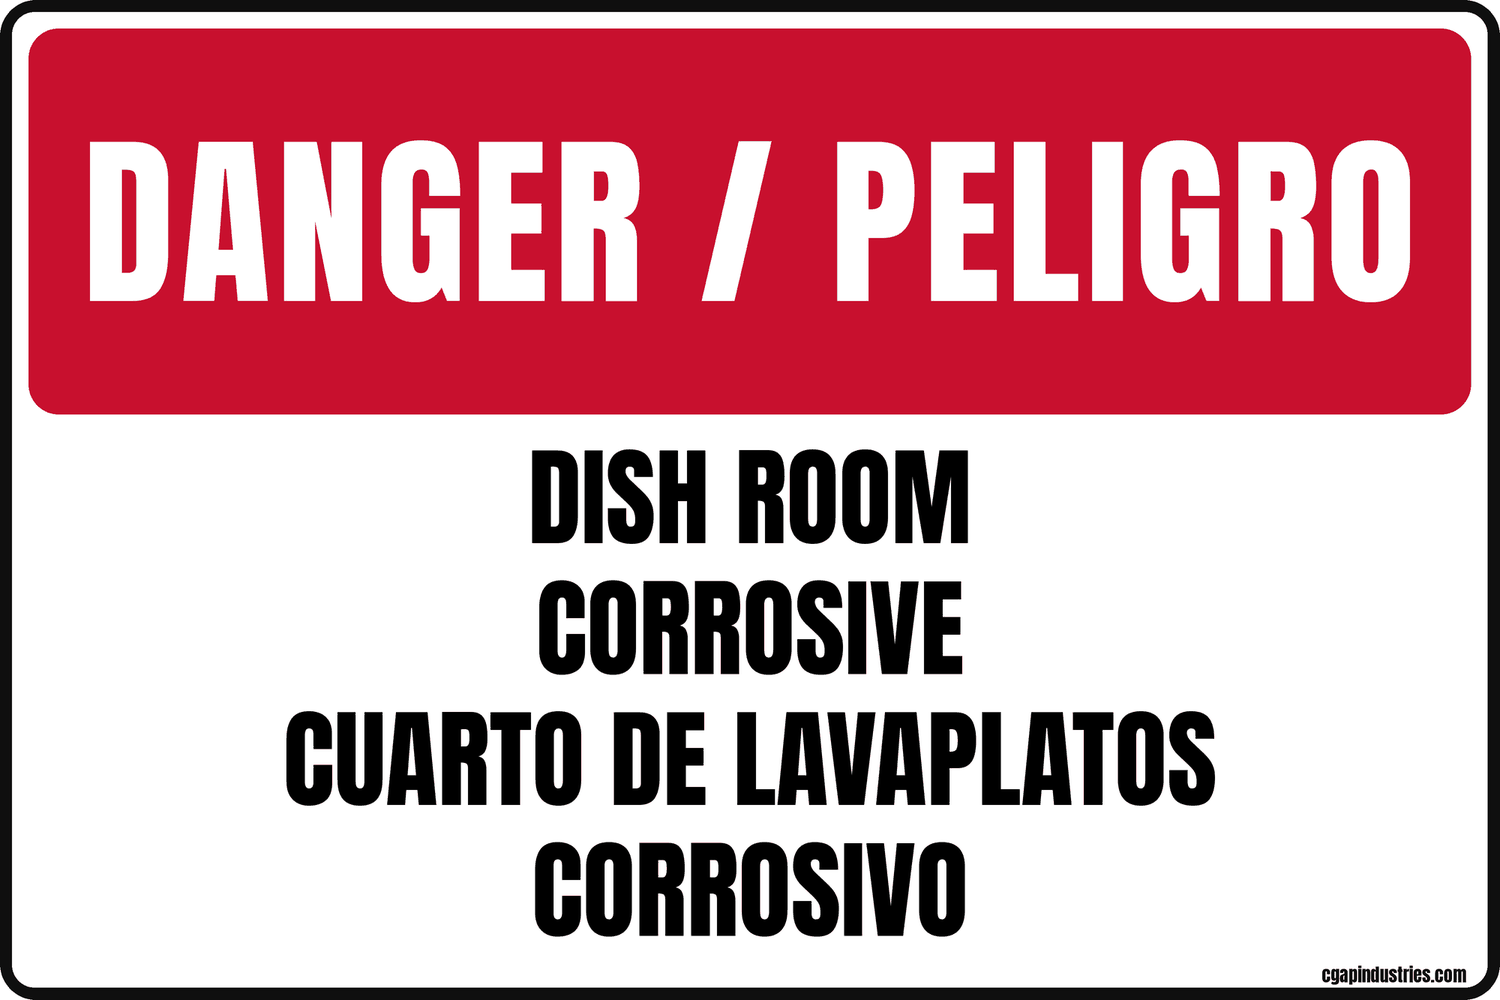 DANGER / PELIGRO
DISH ROOM
CORROSIVE
CUARTO DE LAVAPLATOS
CORROSIVO
cgapindustries.com